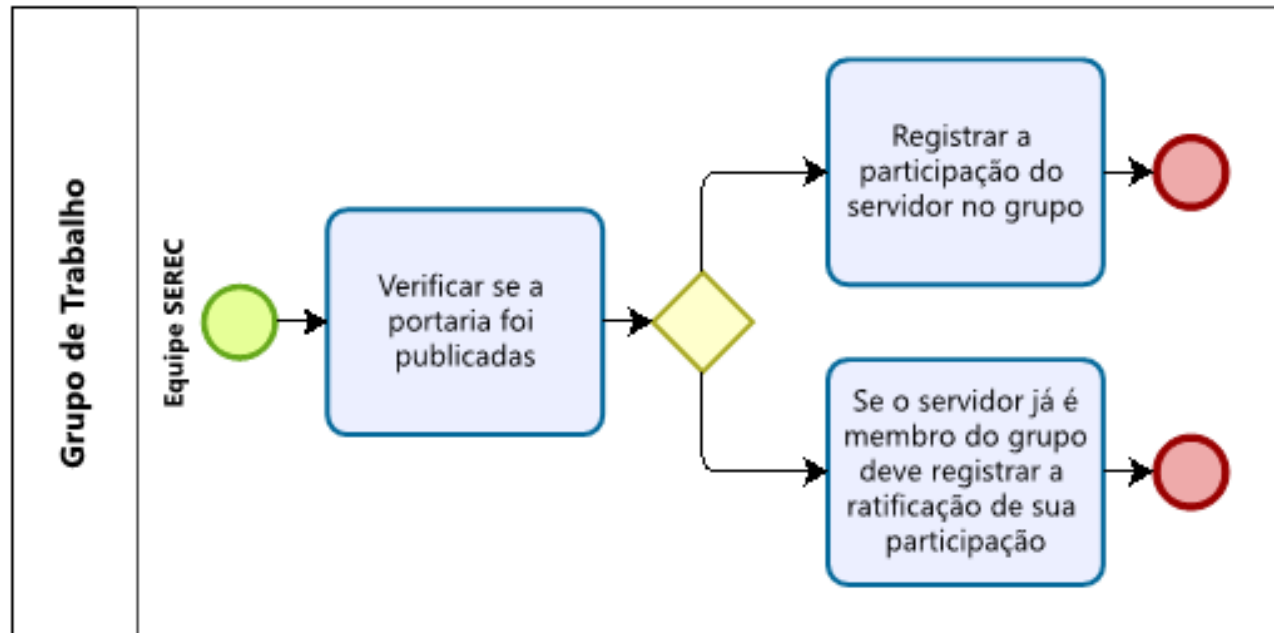 Grupo de Trabalho
Equipe SEREC
Verificar se a
portaria foi
publicadas
Registrar a
participação do
servidor no grupo
Se o servidor já é
membro do grupo
deve registrar a
ratificação de sua
participação